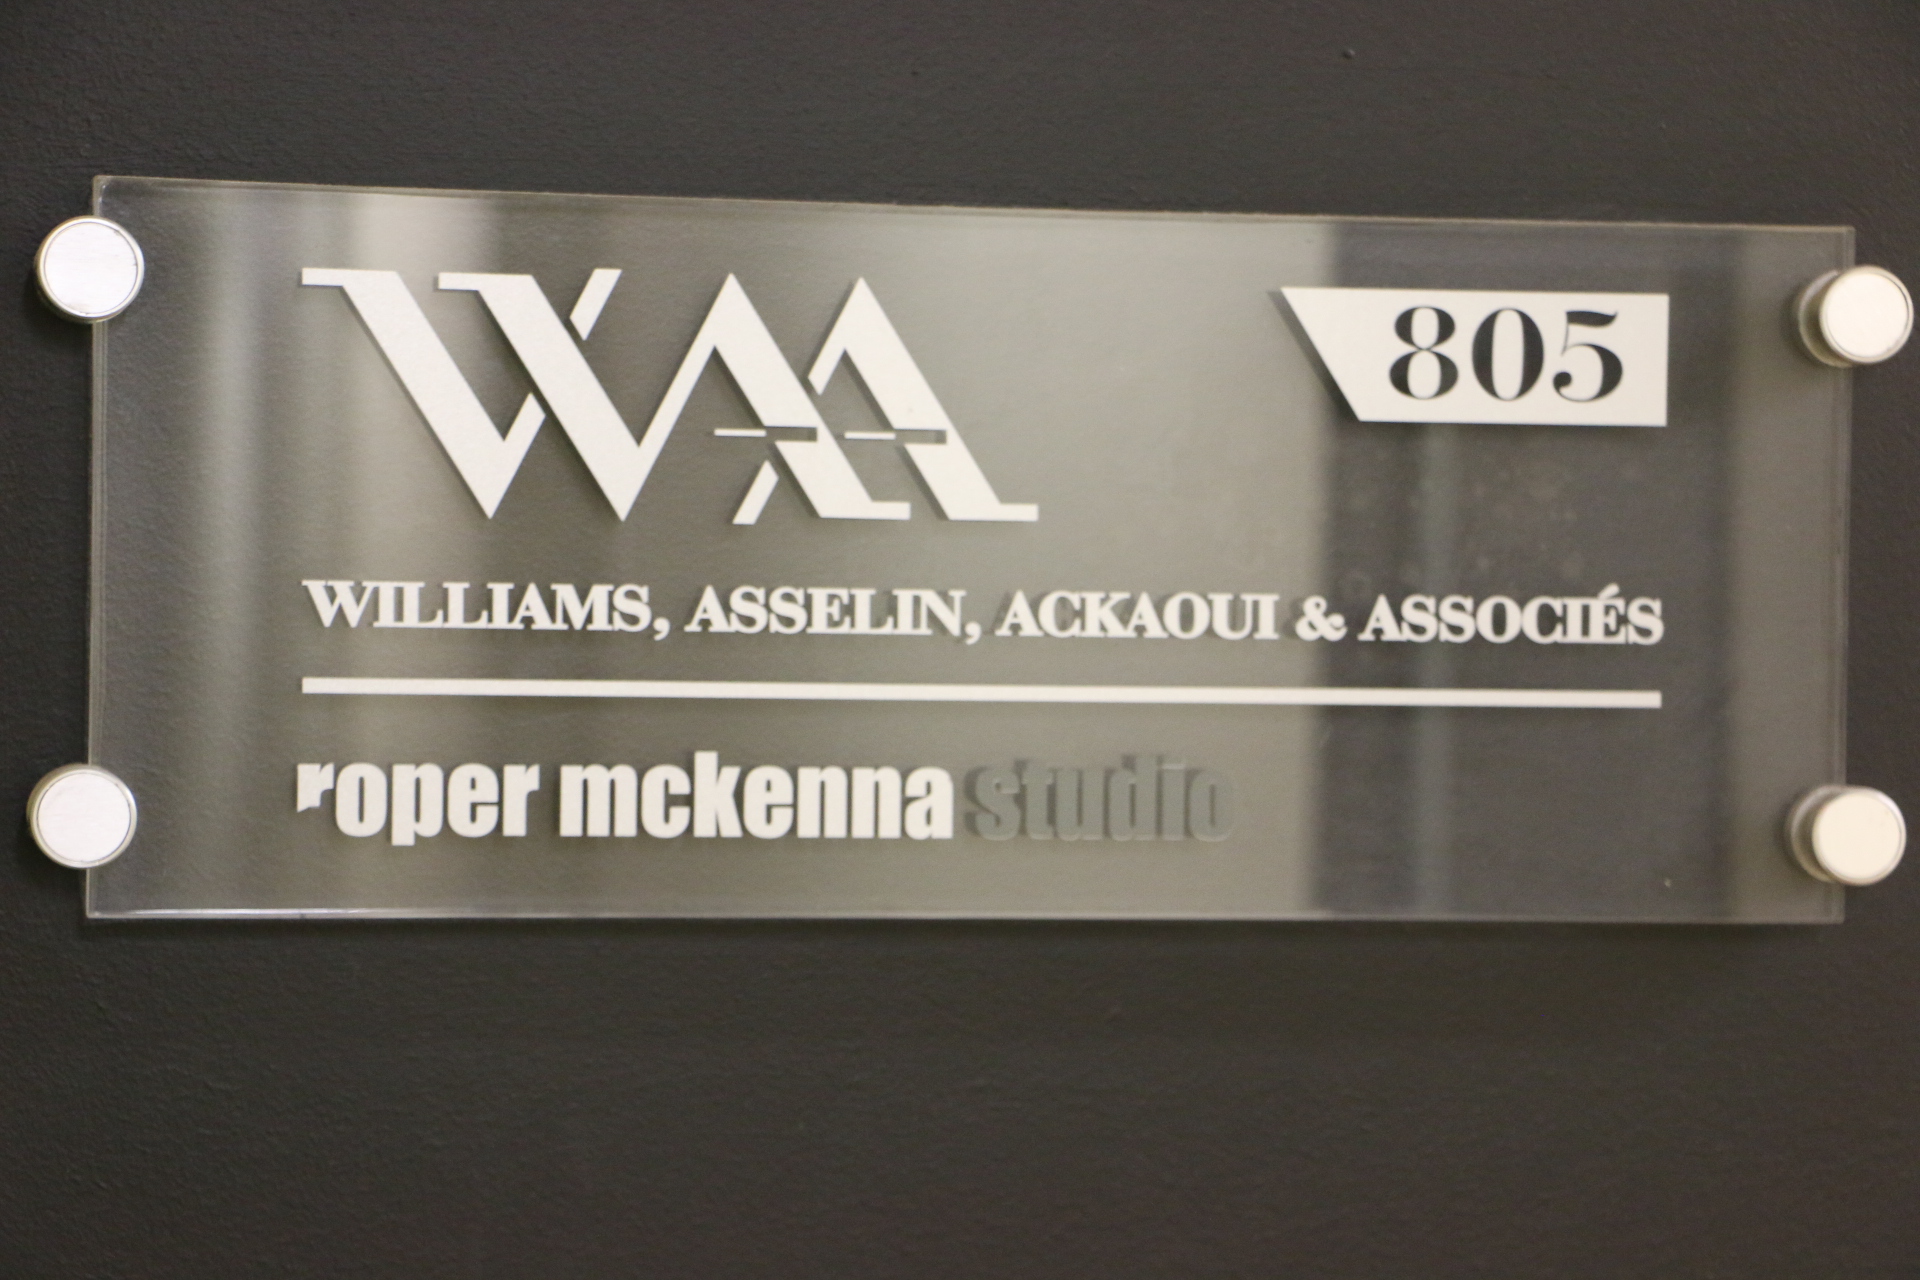 WAA
805
WILLIAMS, ASSELIN, ACKAOUI & ASSOCIÉS
roper mckenna studio